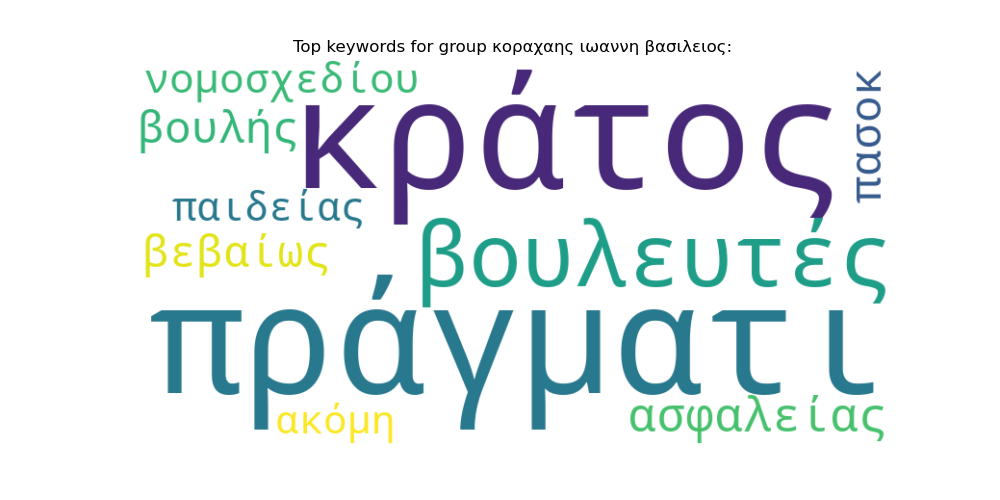 Top keywords for group κοραχαης ιωαννη βασιλειος:
νομοσχεδίου
κράτος
πασοκ
βουλής
παιδείας
βουλευτές
βεβαίως
πράγματι
ακόμη
ασφαλείας